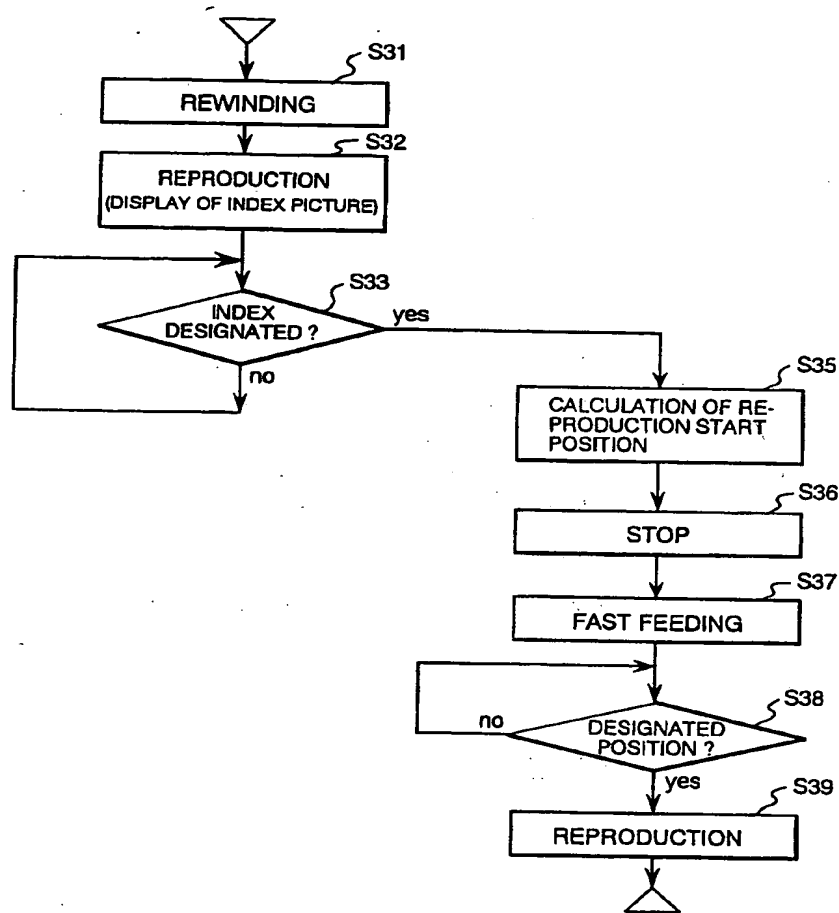 S31
REWINDING
S32
REPRODUCTION
(DISPLAY OF INDEX PICTURE)
S33
INDEX
DESIGNATED ?
yes
no
S35
CALCULATION OF RE-
PRODUCTION START
POSITION
S36
STOP
S37
FAST FEEDING
S38
DESIGNATED
POSITION ?
no
yes
S39
REPRODUCTION